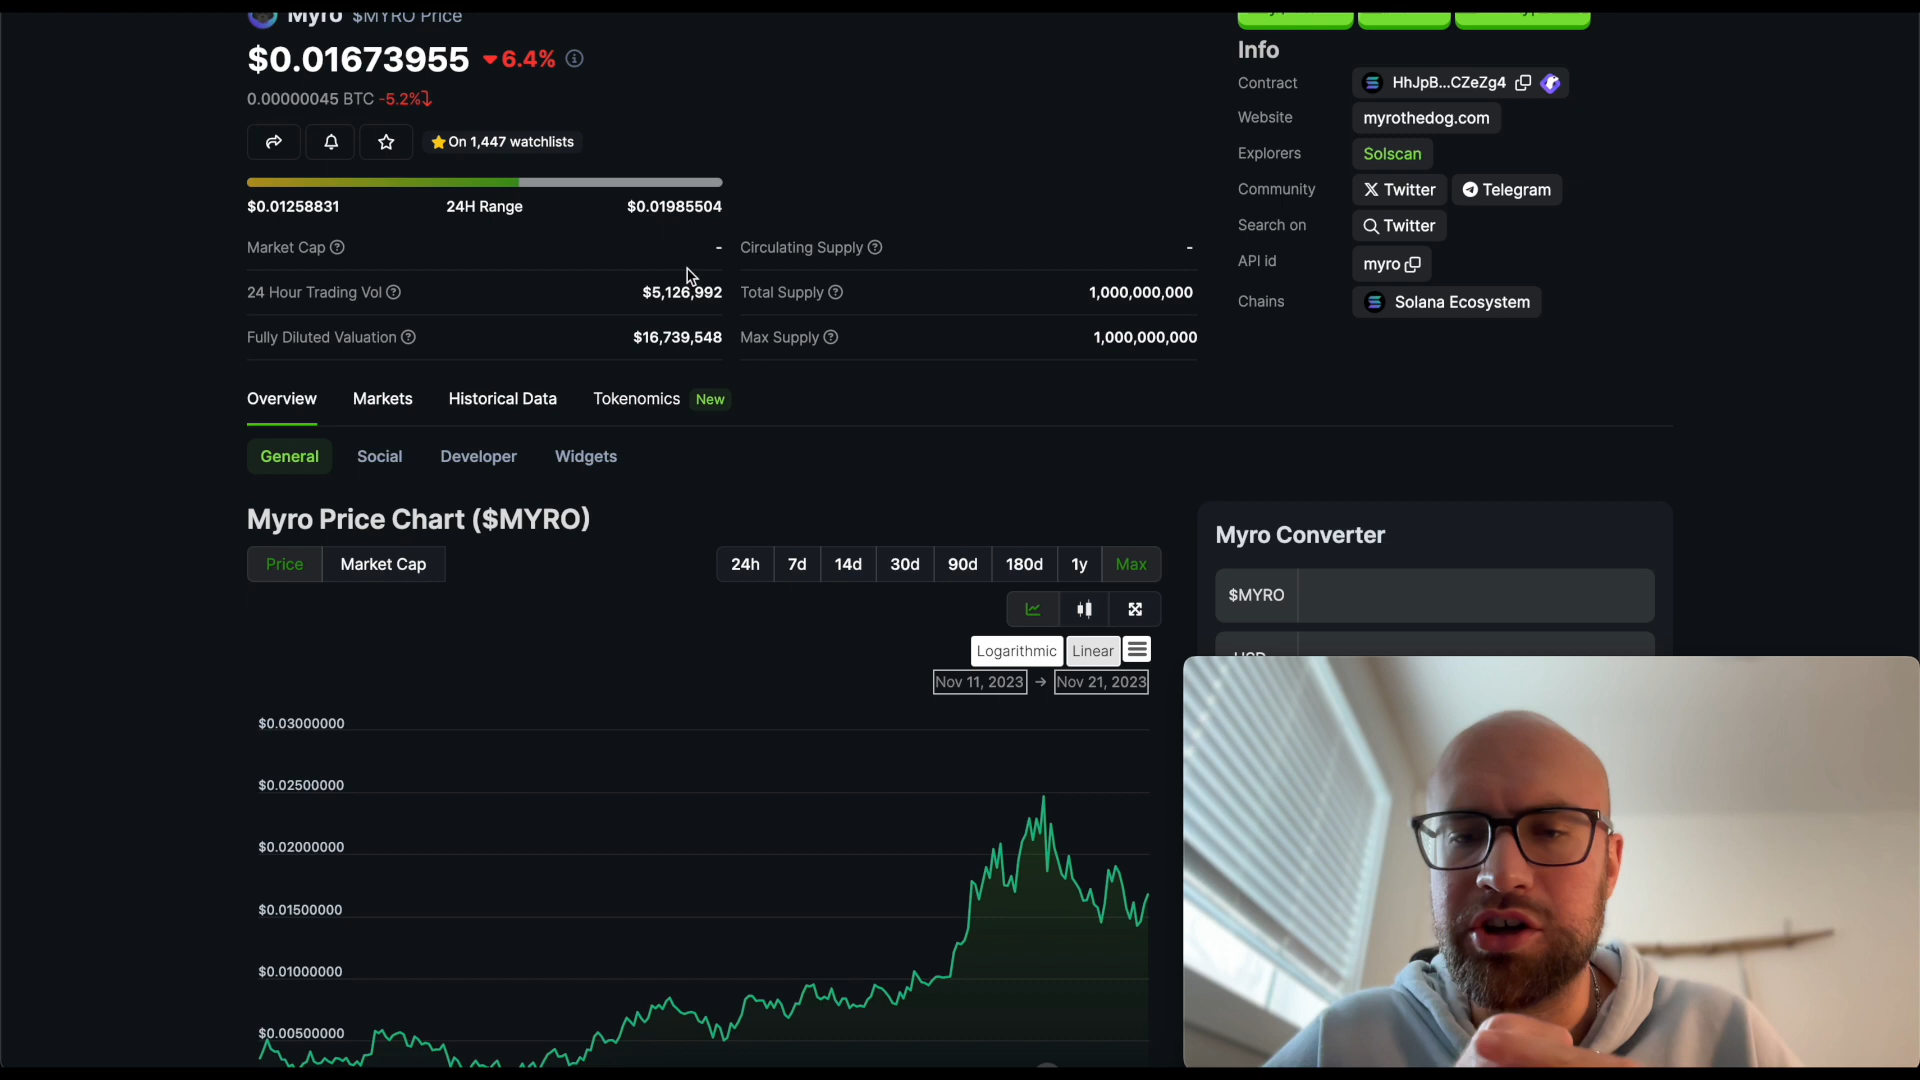 Myro $MYRO Price
$0.01673955 6.4%
0.00000045 BTC -5.2%
On 1,447 watchlists
$0.01258831 24H Range $0.01985504
Market Cap -
24 Hour Trading Vol $5,126,992
Fully Diluted Valuation $16,739,548
Circulating Supply -
Total Supply 1,000,000,000
Max Supply 1,000,000,000
Info
Contract HhJpB...CZeZg4
Website myrothedog.com
Explorers Solscan
Community Twitter Telegram
Search on Twitter
API id myro
Chains Solana Ecosystem
Overview Markets Historical Data Tokenomics New
General Social Developer Widgets
Myro Price Chart ($MYRO)
Price Market Cap
24h 7d 14d 30d 90d 180d 1y Max
Logarithmic Linear
Nov 11, 2023 → Nov 21, 2023
$0.03000000
$0.02500000
$0.02000000
$0.01500000
$0.01000000
$0.00500000
Myro Converter
$MYRO
USD